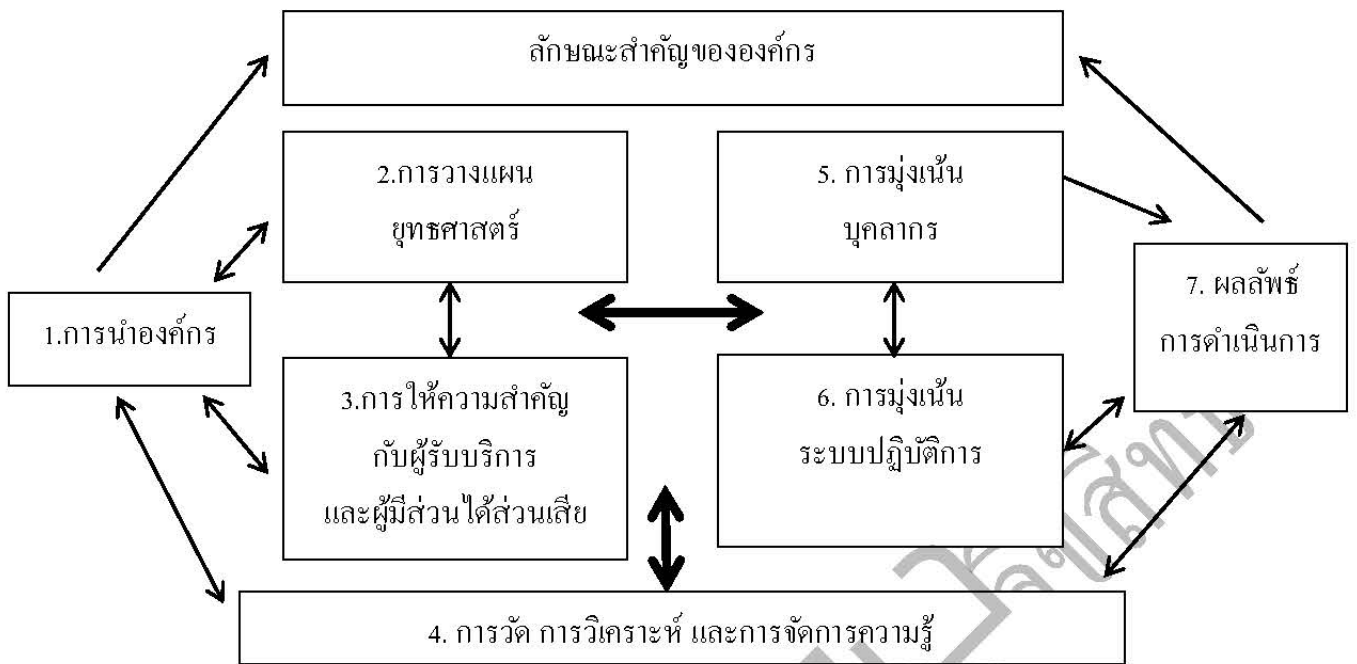 ลักษณะสำคัญขององค์กร
2.การวางแผน
ยุทธศาสตร์
5. การมุ่งเน้น
บุคลากร
1.การนำองค์กร
7. ผลลัพธ์
การดำเนินการ
3.การให้ความสำคัญ
กับผู้รับบริการ
และผู้มีส่วนได้ส่วนเสีย
6. การมุ่งเน้น
ระบบปฏิบัติการ
4. การวัด การวิเคราะห์ และการจัดการความรู้